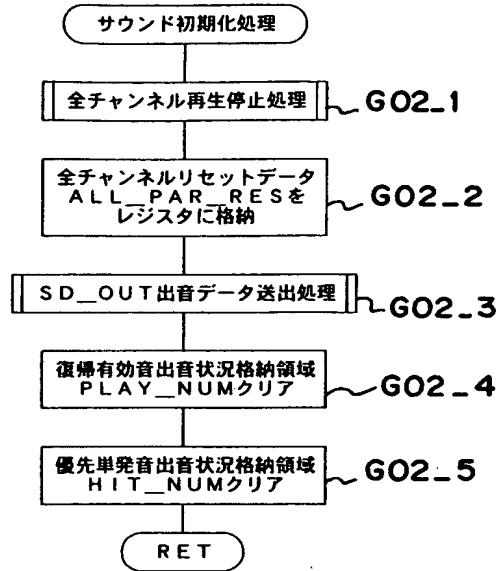 サウンド初期化処理
全チャンネル再生停止処理
G02_1
全チャンネルリセットデータ
ALL__PAR__RESを
レジスタに格納
G02_2
SD__OUT出音データ送出処理
G02_3
復帰有効音出音状況格納領域
PLAY__NUMクリア
G02_4
優先単発音出音状況格納領域
HIT__NUMクリア
G02_5
RET